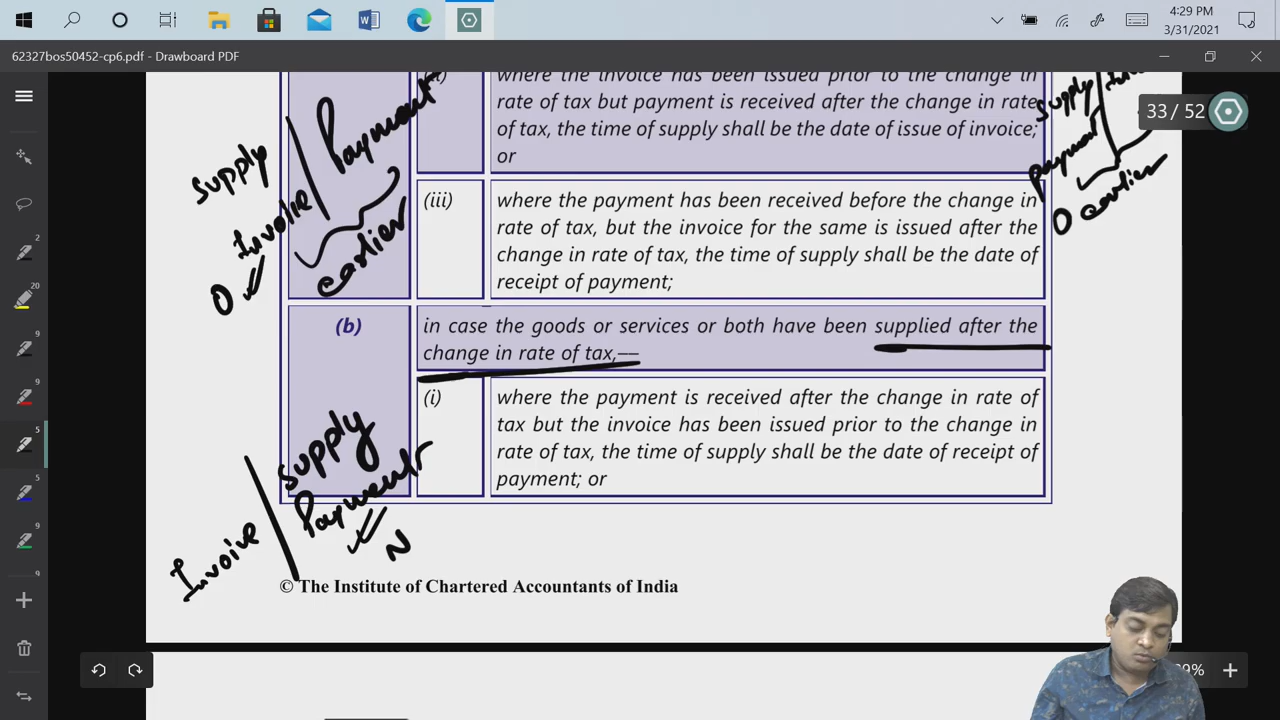 4:29 PM
3/31/2021
62327bos50452-cp6.pdf - Drawboard PDF
33 / 52
where the invoice has been issued prior to the change in
rate of tax but payment is received after the change in rate
of tax, the time of supply shall be the date of issue of invoice;
or
(iii)
where the payment has been received before the change in
rate of tax, but the invoice for the same is issued after the
change in rate of tax, the time of supply shall be the date of
receipt of payment;
supply
Invoice
Payment
earlier
O
supply
payment
O earlier
(b)
in case the goods or services or both have been supplied after the
change in rate of tax,—
(i)
where the payment is received after the change in rate of
tax but the invoice has been issued prior to the change in
rate of tax, the time of supply shall be the date of receipt of
payment; or
Supply
Payment
Invoice
N
© The Institute of Chartered Accountants of India
2
20
9
9
5
5
9
9